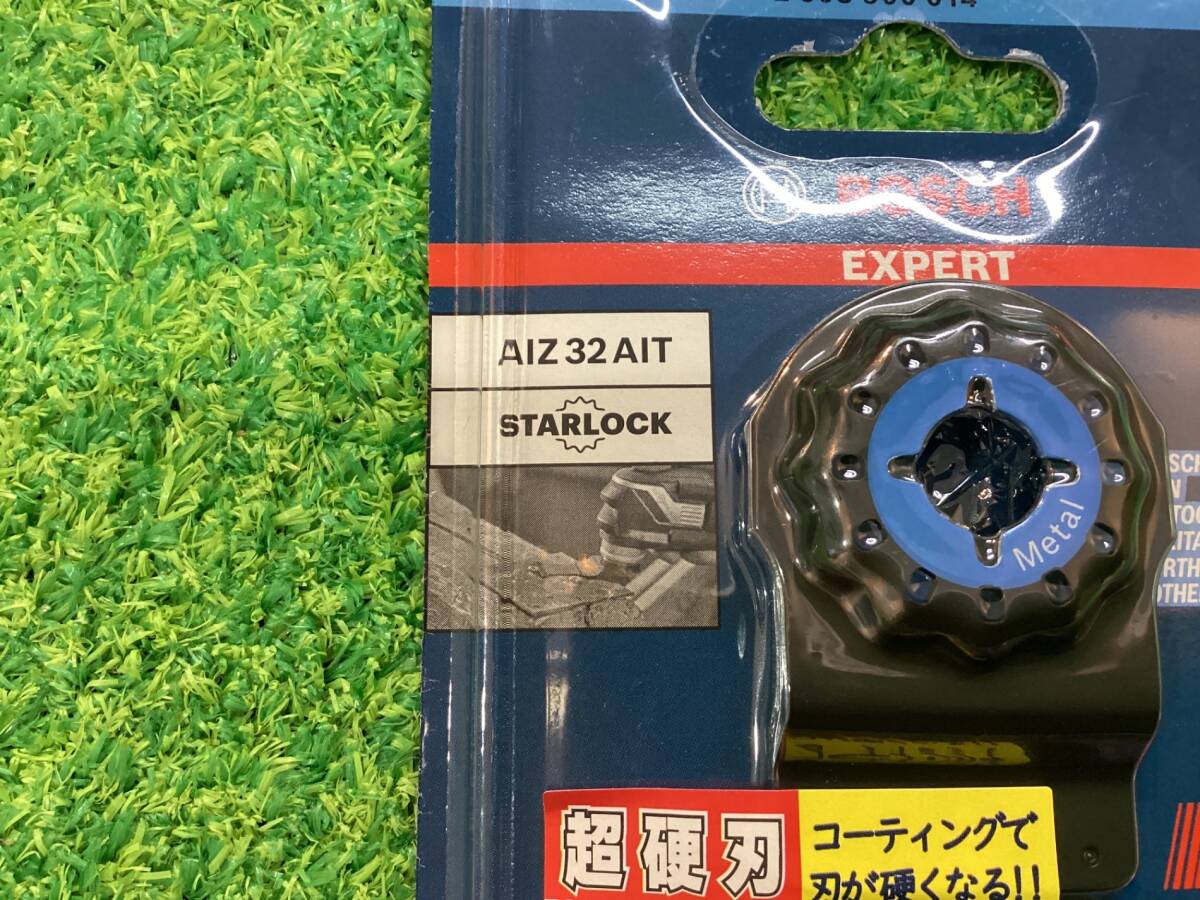 BOSCH
EXPERT
AIZ 32 AIT
STARLOCK
Metal
超硬刃
コーティングで
刃が硬くなる!!